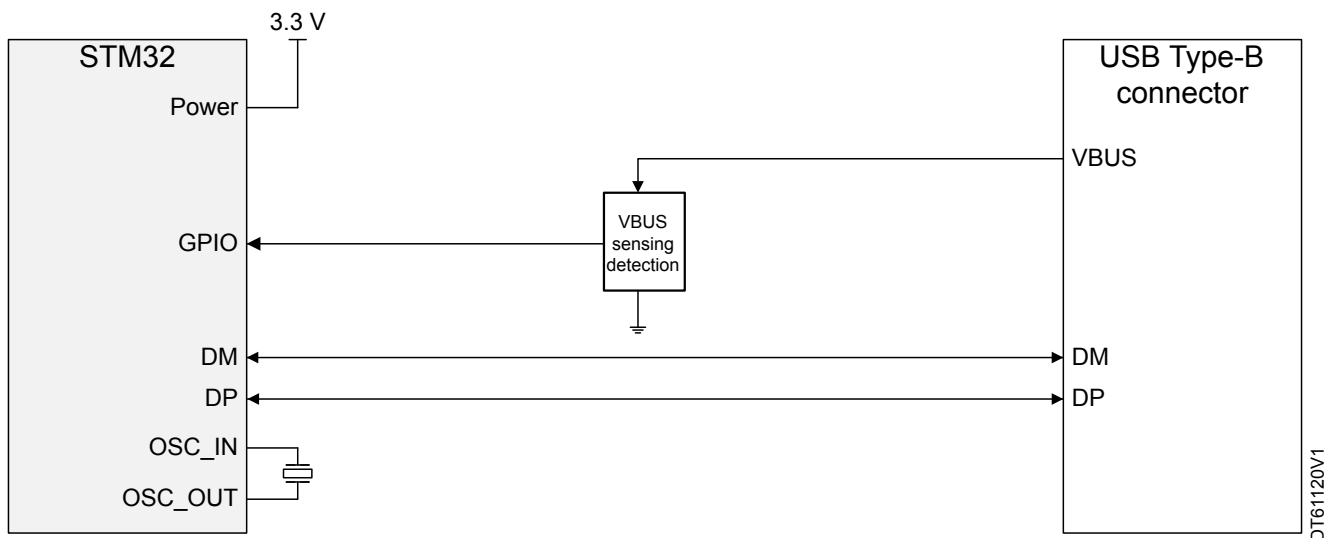 3.3 V
STM32
USB Type-B
connector
Power
VBUS
VBUS
sensing
detection
GPIO
DM
DM
DP
DP
OSC_IN
OSC_OUT
DT61120V1